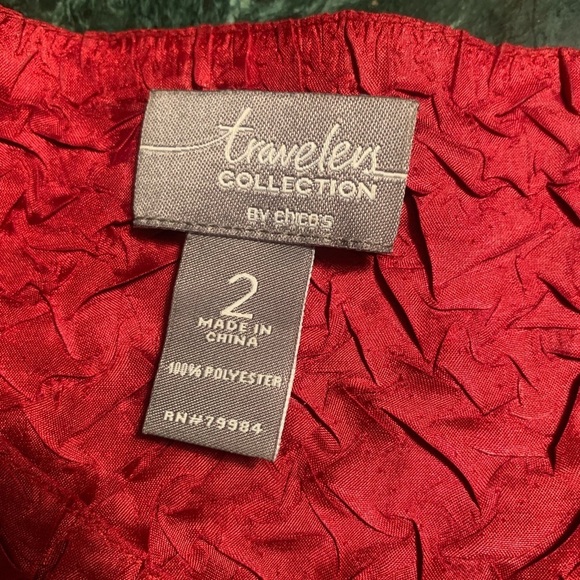 travelers
COLLECTION
BY chico's
2
MADE IN
CHINA
100% POLYESTER
RN#79984